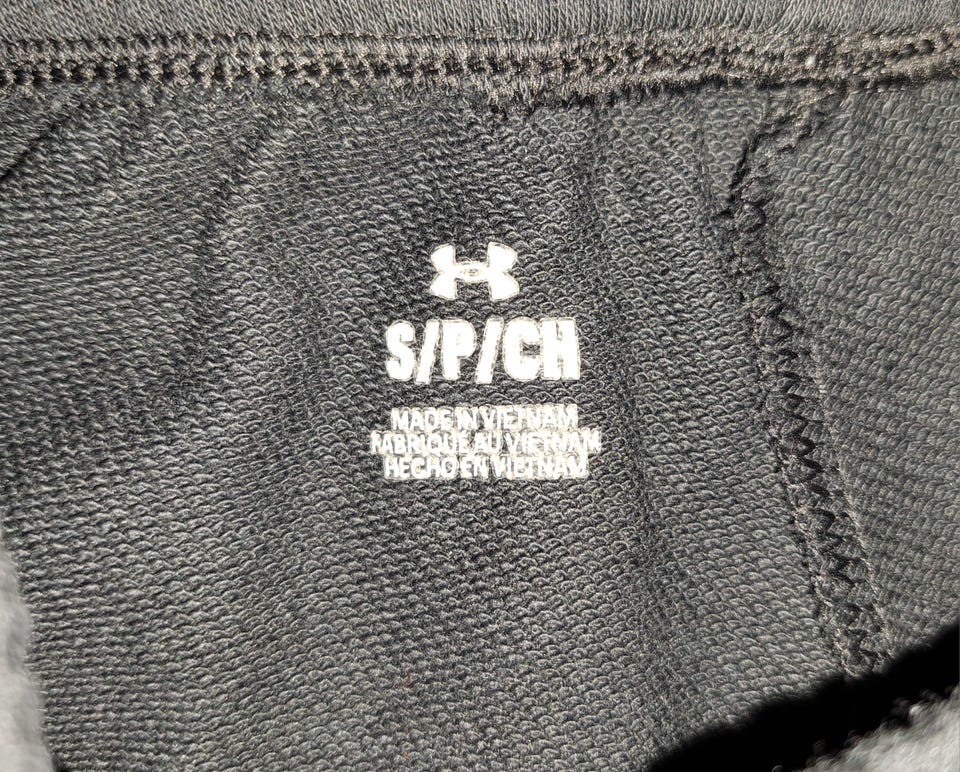 S/P/CH
MADE IN VIETNAM
FABRIQUE AU VIETNAM
HECHO EN VIETNAM